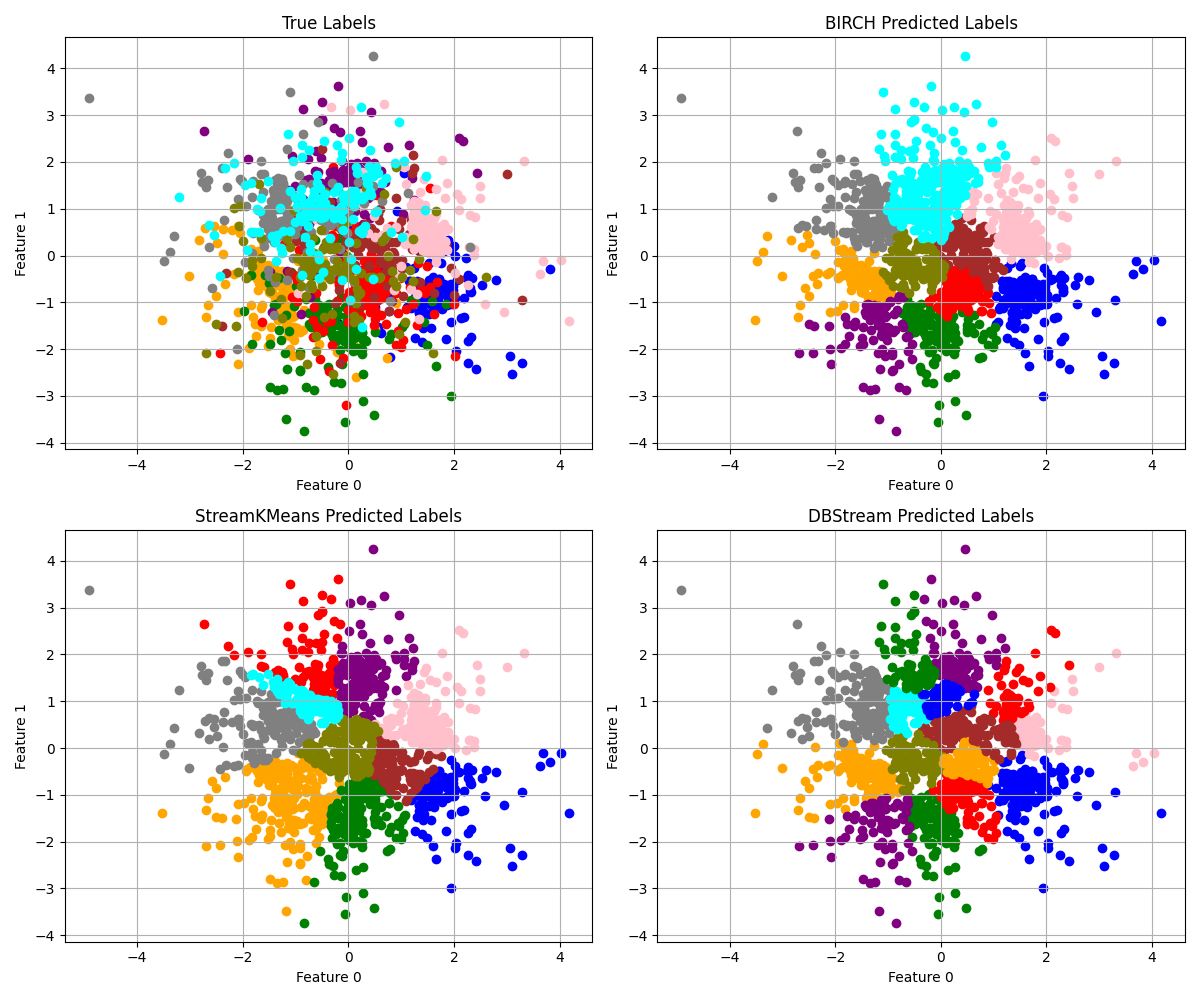 True Labels
4
3
2
1
0
−1
−2
−3
−4
Feature 1
−4 −2 0 2 4
Feature 0
BIRCH Predicted Labels
4
3
2
1
0
−1
−2
−3
−4
Feature 1
−4 −2 0 2 4
Feature 0
StreamKMeans Predicted Labels
4
3
2
1
0
−1
−2
−3
−4
Feature 1
−4 −2 0 2 4
Feature 0
DBStream Predicted Labels
4
3
2
1
0
−1
−2
−3
−4
Feature 1
−4 −2 0 2 4
Feature 0